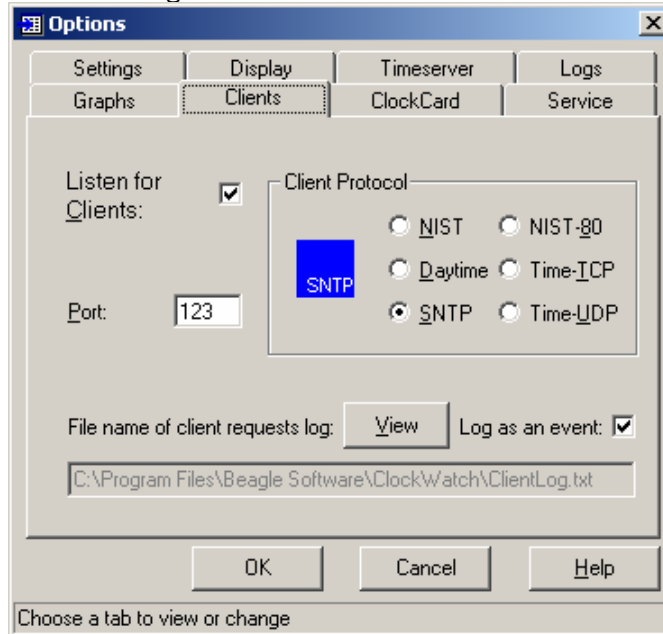 Options
Settings Display Timeserver Logs
Graphs Clients ClockCard Service
Listen for
Clients:
Client Protocol
NIST NIST-80
Daytime Time-TCP
SNTP Time-UDP
SNTP
Port: 123
File name of client requests log: View Log as an event:
C:\Program Files\Beagle Software\ClockWatch\ClientLog.txt
OK Cancel Help
Choose a tab to view or change